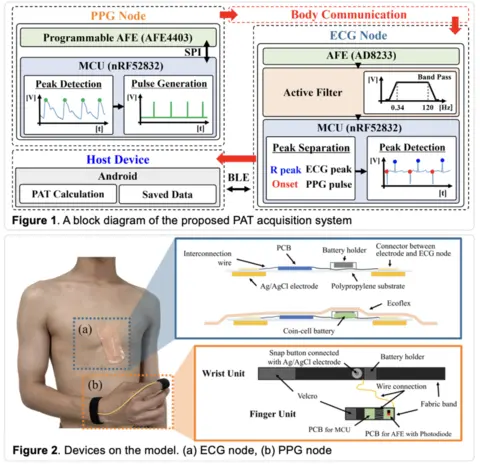 PPG Node
Body Communication
Programmable AFE (AFE4403)
SPI
MCU (nRF52832)
Peak Detection
Pulse Generation
[V]
[t]
[V]
[t]
ECG Node
AFE (AD8233)
Active Filter
Band Pass
[V]
0.34
120
[Hz]
MCU (nRF52832)
Peak Separation
R peak ECG peak
Onset PPG pulse
Peak Detection
[V]
[t]
Host Device
Android
PAT Calculation
Saved Data
BLE
Figure 1. A block diagram of the proposed PAT acquisition system
(a)
(b)
Interconnection wire
PCB
Battery holder
Connector between electrode and ECG node
Ag/AgCl electrode
Polypropylene substrate
Ecoflex
Coin-cell battery
Snap button connected with Ag/AgCl electrode
Battery holder
Wrist Unit
Velcro
Wire connection
Finger Unit
Fabric band
PCB for MCU
PCB for AFE with Photodiode
Figure 2. Devices on the model. (a) ECG node, (b) PPG node